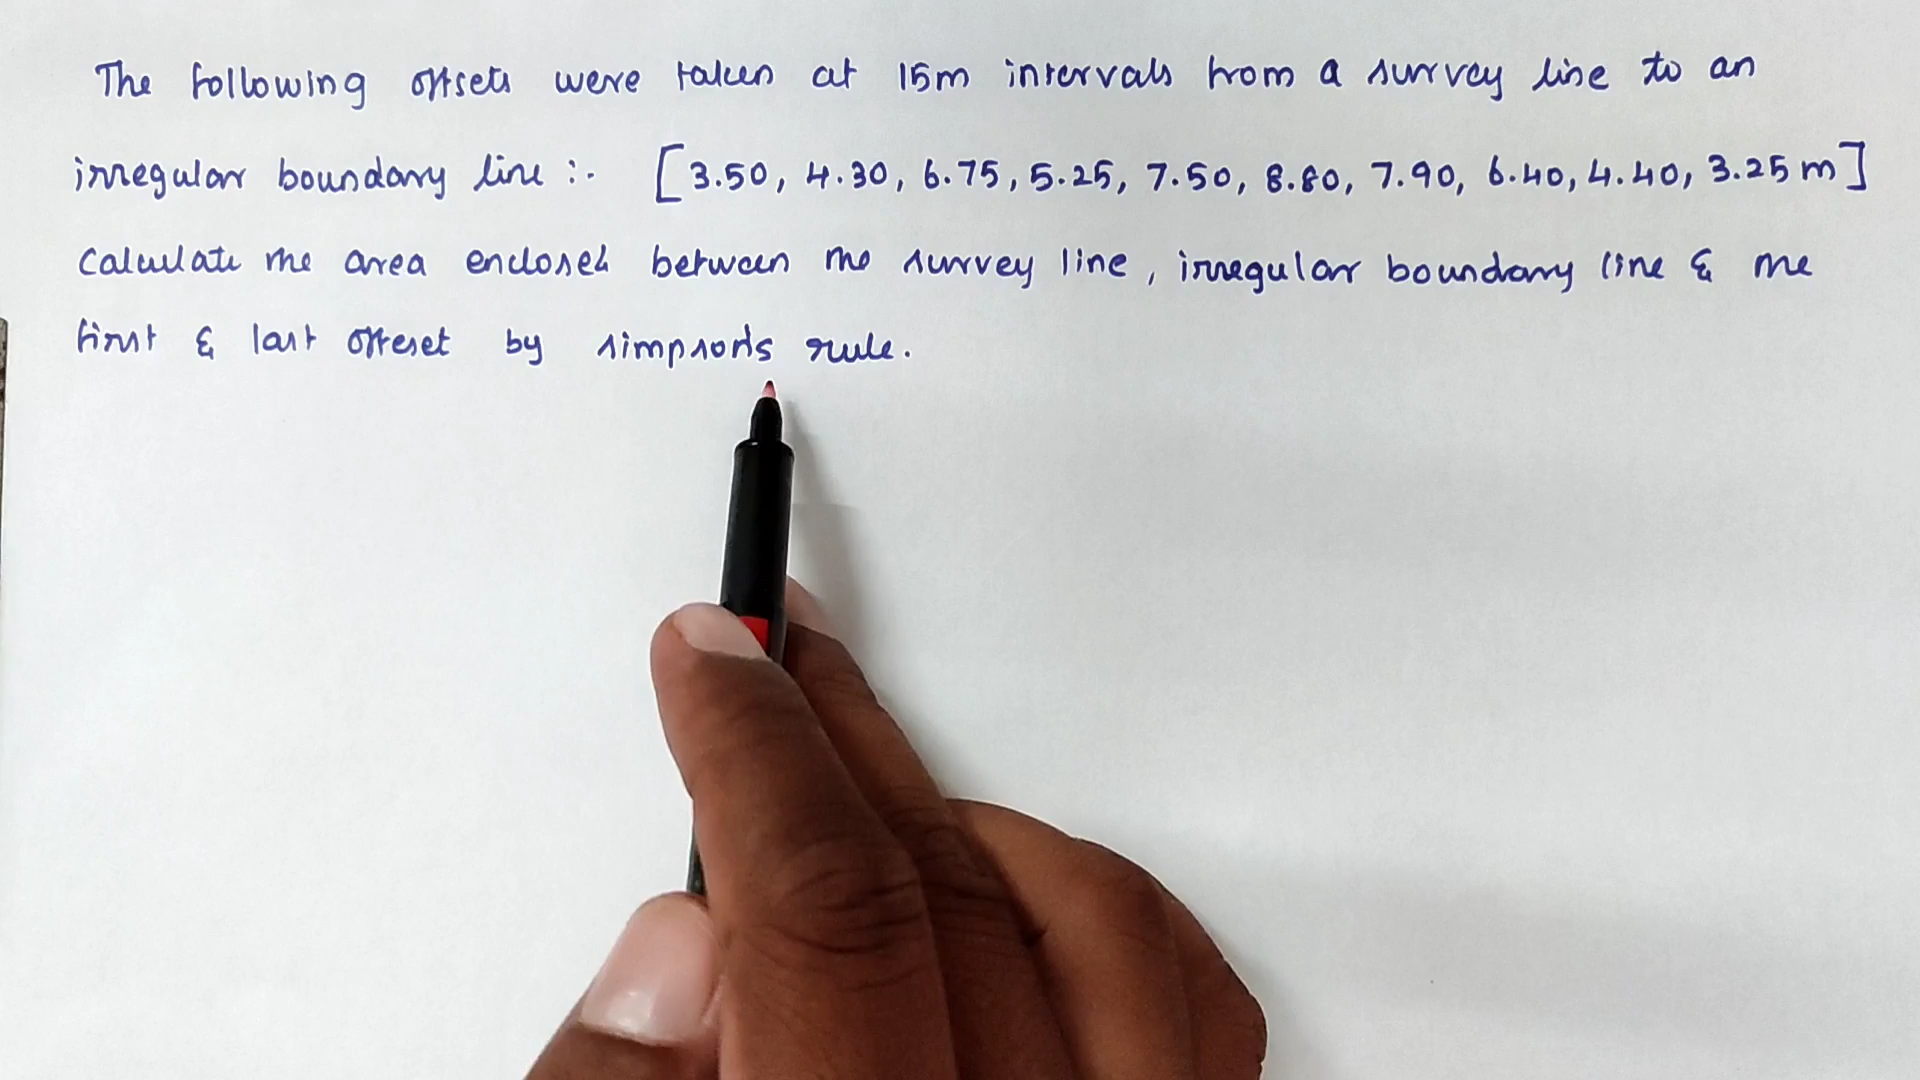 The following offsets were taken at 15m intervals from a survey line to an
irregular boundary line :- [3.50, 4.30, 6.75, 5.25, 7.50, 8.80, 7.90, 6.40, 4.40, 3.25 m]
Calculate the area enclosed between the survey line, irregular boundary line & the
first & last offeset by simpson's rule.